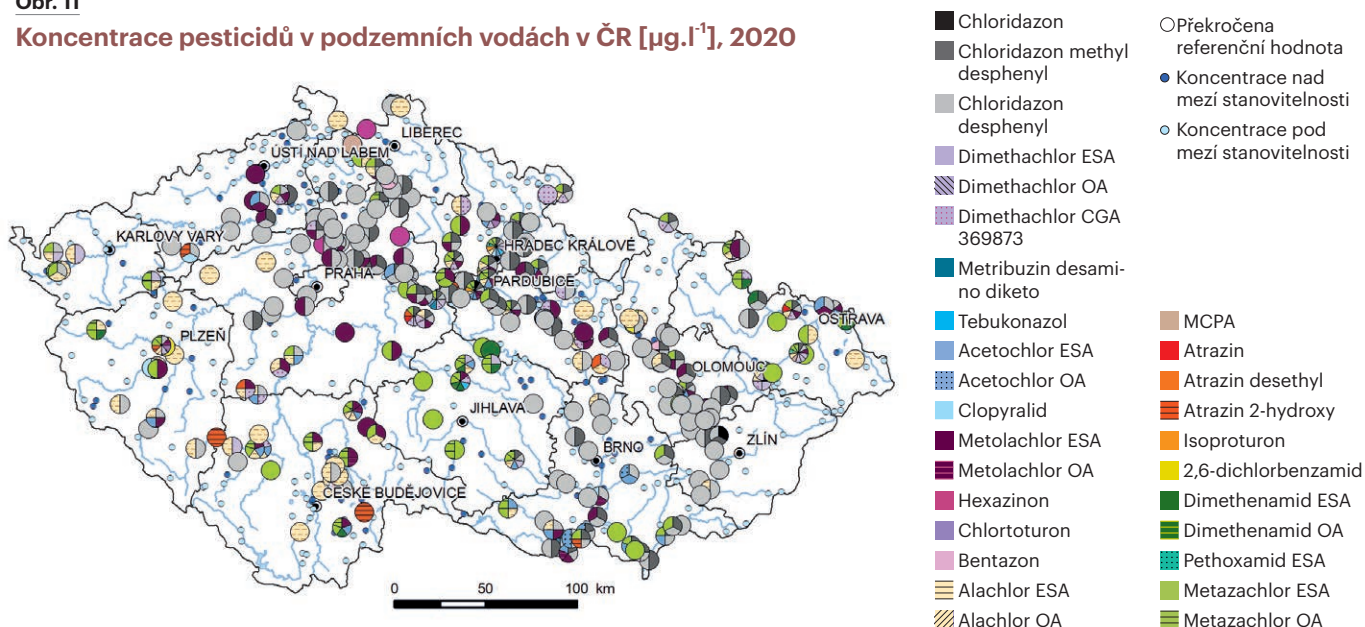 Obr. 11
Koncentrace pesticidů v podzemních vodách v ČR [µg.l⁻¹], 2020
LIBEREC
ÚSTÍ NAD LABEM
KARLOVY VARY
HRADEC KRÁLOVÉ
PRAHA
PARDUBICE
OSTRAVA
PLZEŇ
OLOMOUC
JIHLAVA
BRNO
ZLÍN
ČESKÉ BUDĚJOVICE
0 50 100 km
Chloridazon
Chloridazon methyl
desphenyl
Chloridazon
desphenyl
Dimethachlor ESA
Dimethachlor OA
Dimethachlor CGA
369873
Metribuzin desami-
no diketo
Tebukonazol
Acetochlor ESA
Acetochlor OA
Clopyralid
Metolachlor ESA
Metolachlor OA
Hexazinon
Chlortoturon
Bentazon
Alachlor ESA
Alachlor OA
Překročena
referenční hodnota
Koncentrace nad
mezí stanovitelnosti
Koncentrace pod
mezí stanovitelnosti
MCPA
Atrazin
Atrazin desethyl
Atrazin 2-hydroxy
Isoproturon
2,6-dichlorbenzamid
Dimethenamid ESA
Dimethenamid OA
Pethoxamid ESA
Metazachlor ESA
Metazachlor OA